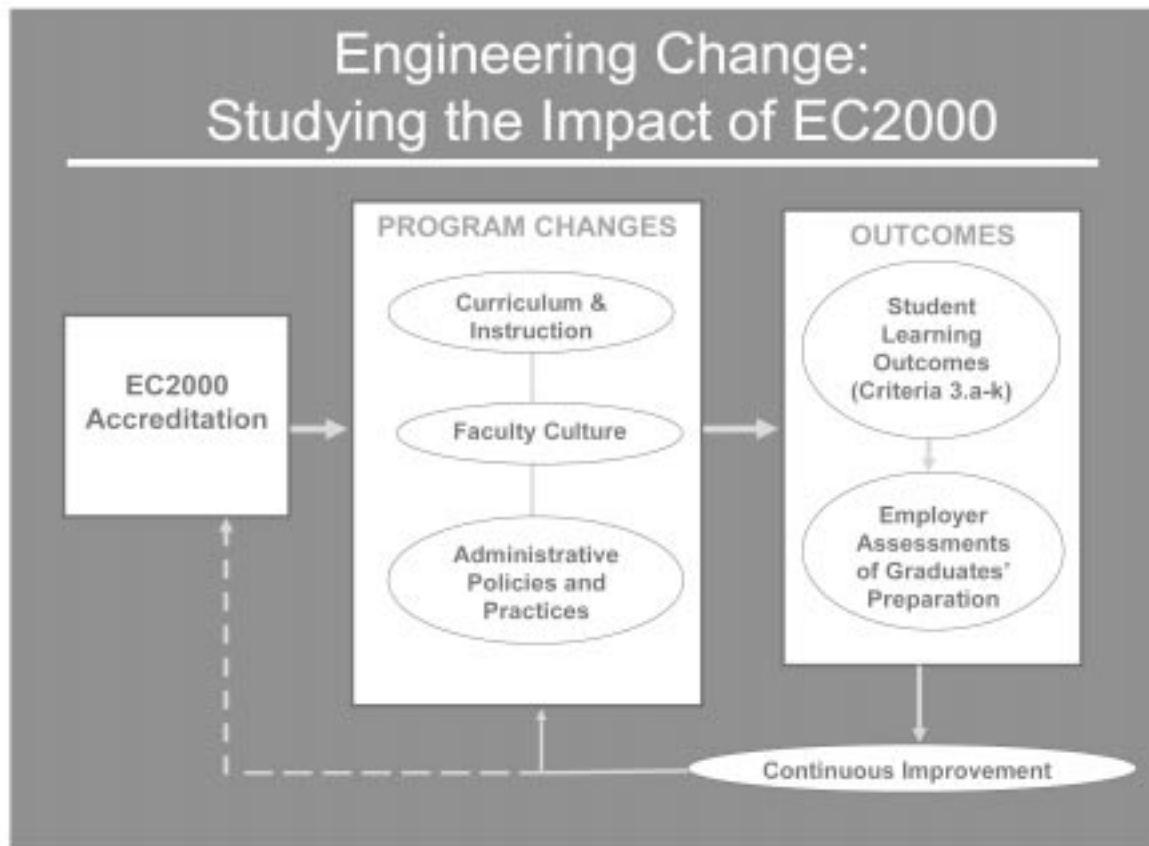 Engineering Change:
Studying the Impact of EC2000
EC2000
Accreditation
PROGRAM CHANGES
Curriculum &
Instruction
Faculty Culture
Administrative
Policies and
Practices
OUTCOMES
Student
Learning
Outcomes
(Criteria 3.a-k)
Employer
Assessments
of Graduates’
Preparation
Continuous Improvement